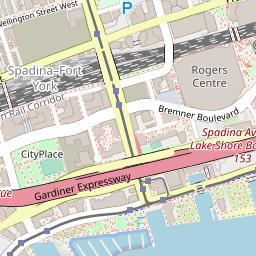 Wellington Street West
P
Spadina-Fort
York
Rogers
Centre
n Rail Corridor
Bremner Boulevard
Spadina Av
Lake Shore Bo
153
CityPlace
Gardiner Expressway